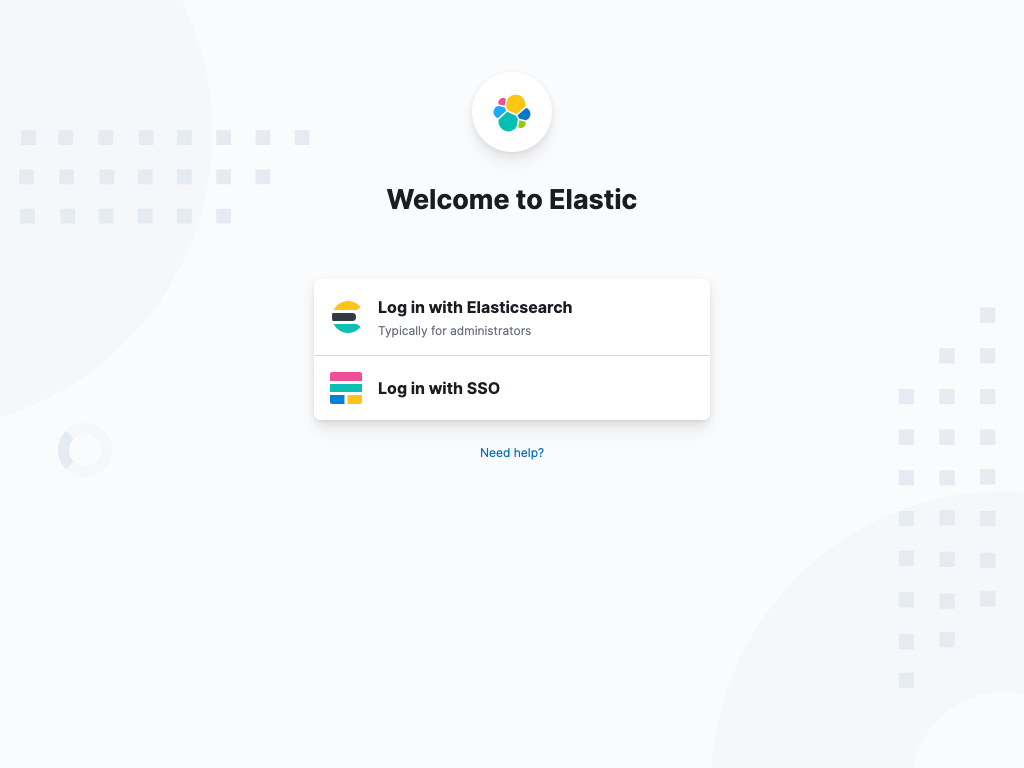 Welcome to Elastic
Log in with Elasticsearch
Typically for administrators
Log in with SSO
Need help?